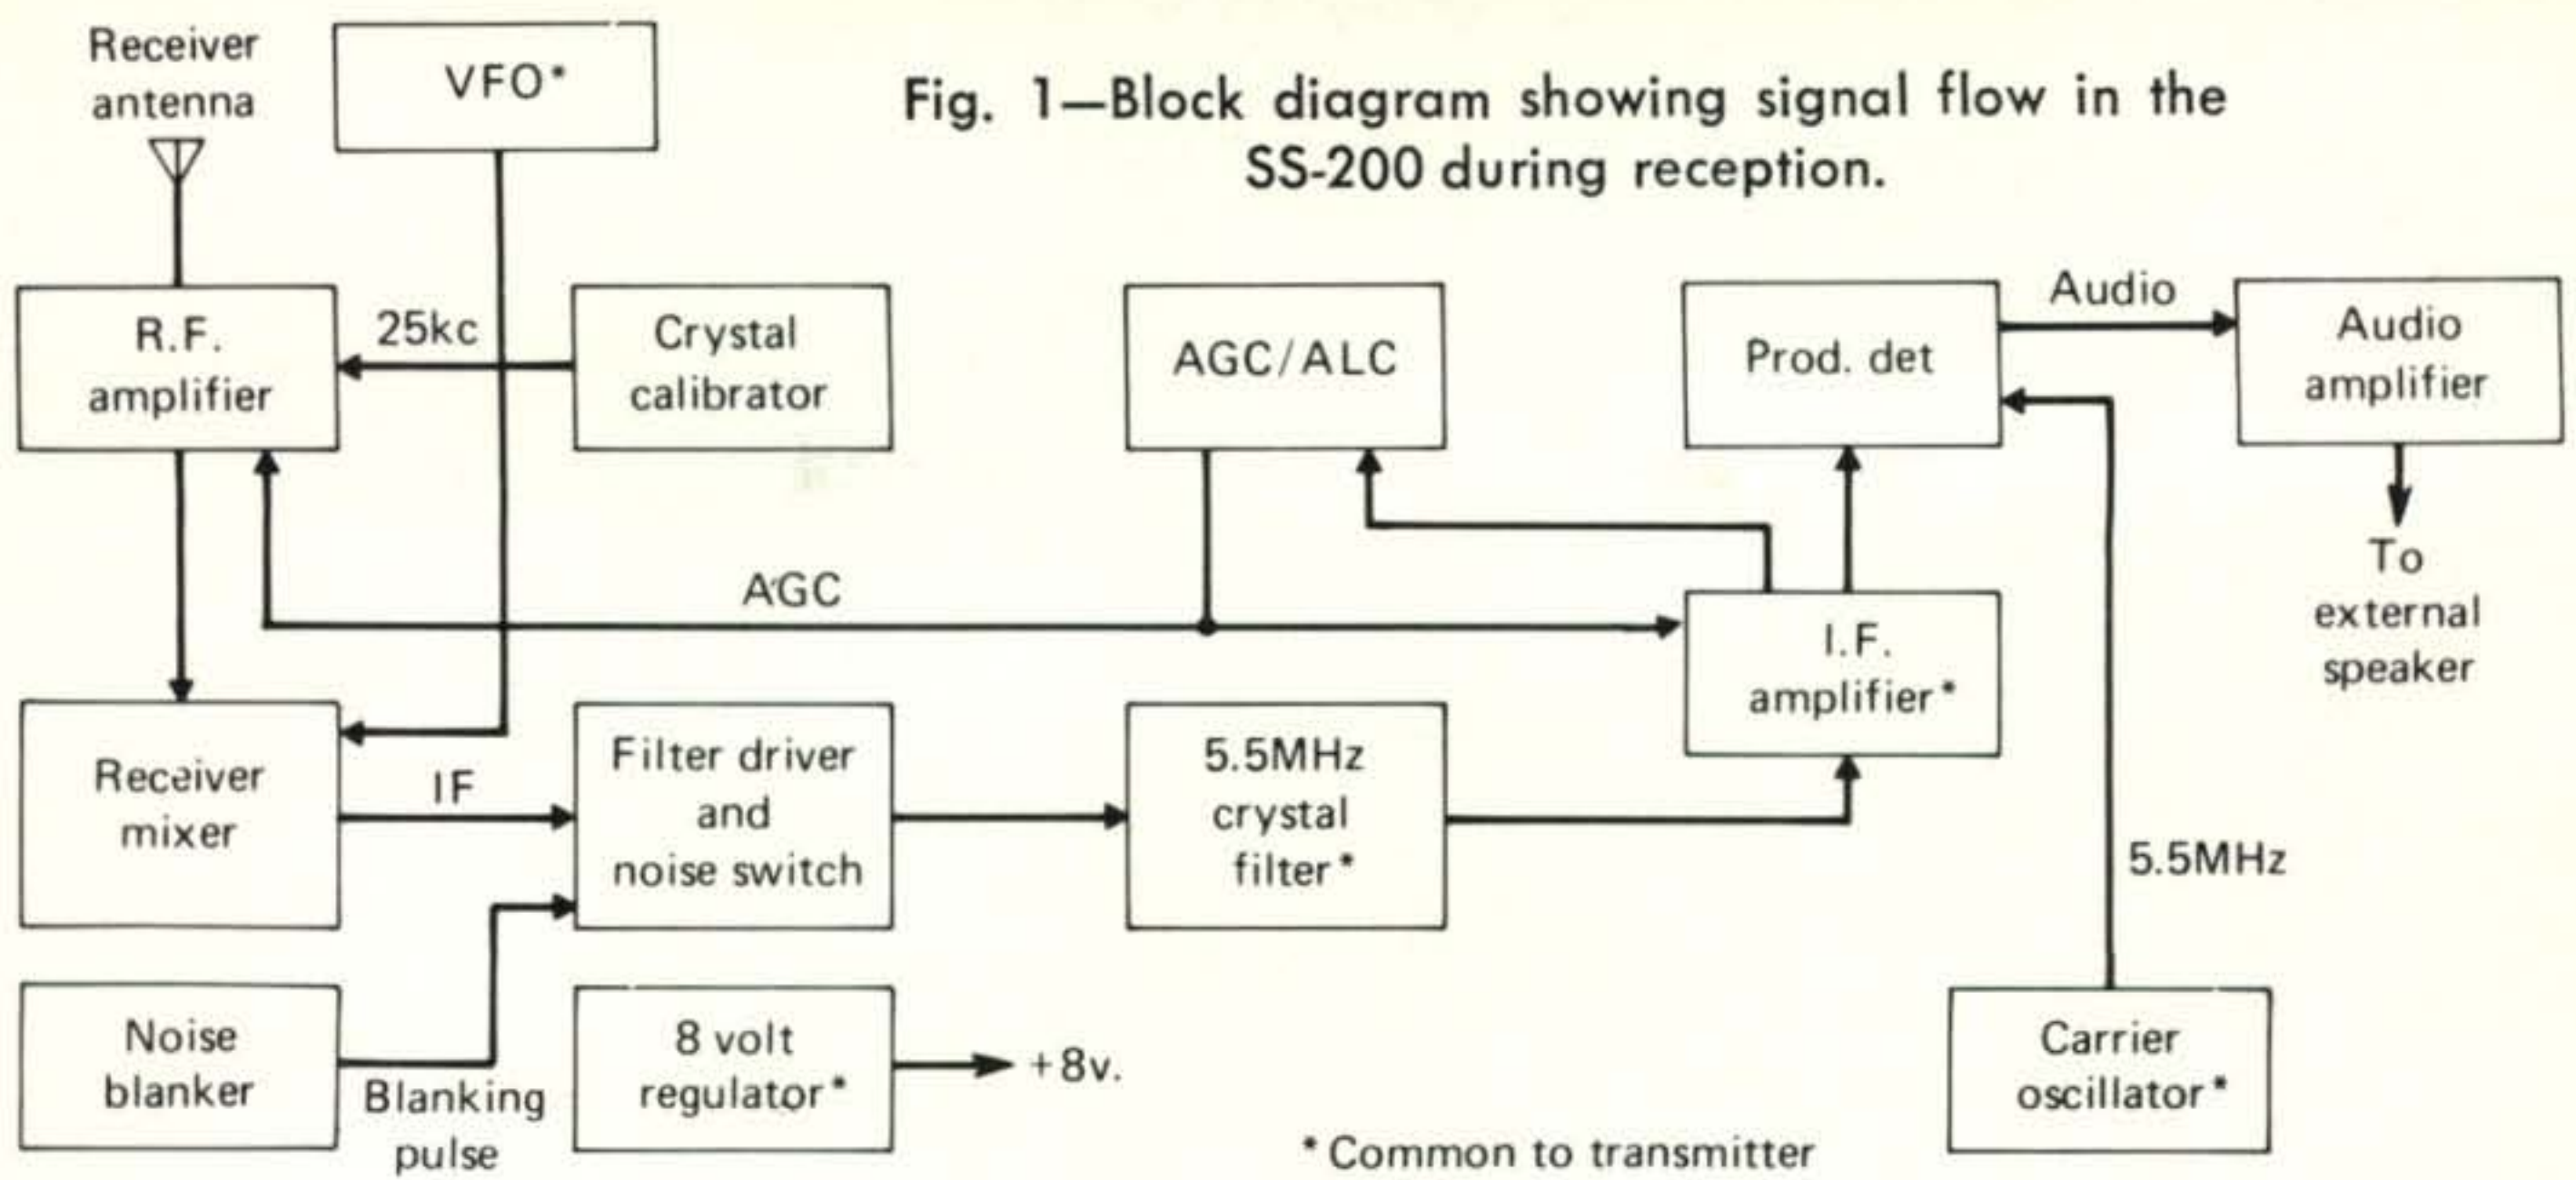 Receiver
antenna
VFO*
Fig. 1—Block diagram showing signal flow in the
SS-200 during reception.
R.F.
amplifier
25kc
Crystal
calibrator
AGC/ALC
Prod. det
Audio
Audio
amplifier
To
external
speaker
AGC
I.F.
amplifier*
Receiver
mixer
IF
Filter driver
and
noise switch
5.5MHz
crystal
filter*
5.5MHz
Noise
blanker
Blanking
pulse
8 volt
regulator*
+8v.
Carrier
oscillator*
*Common to transmitter